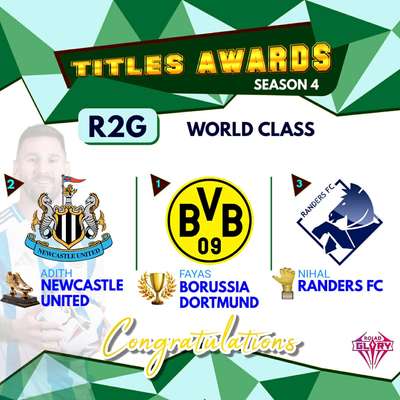 TITLES AWARDS
SEASON 4
R2G
WORLD CLASS
2
1
3
NEWCASTLE UNITED
BVB
09
RANDERS FC
ADITH
NEWCASTLE
UNITED
FAYAS
BORUSSIA
DORTMUND
NIHAL
RANDERS FC
Congratulations
ROAD
GLORY